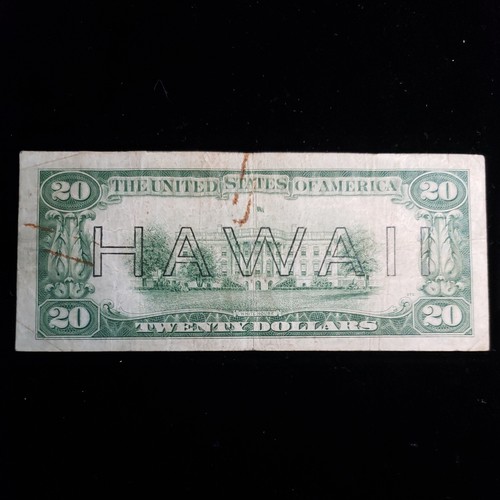 20 THE UNITED STATES OF AMERICA 20
HAWAII
WHITE HOUSE
20 TWENTY DOLLARS 20